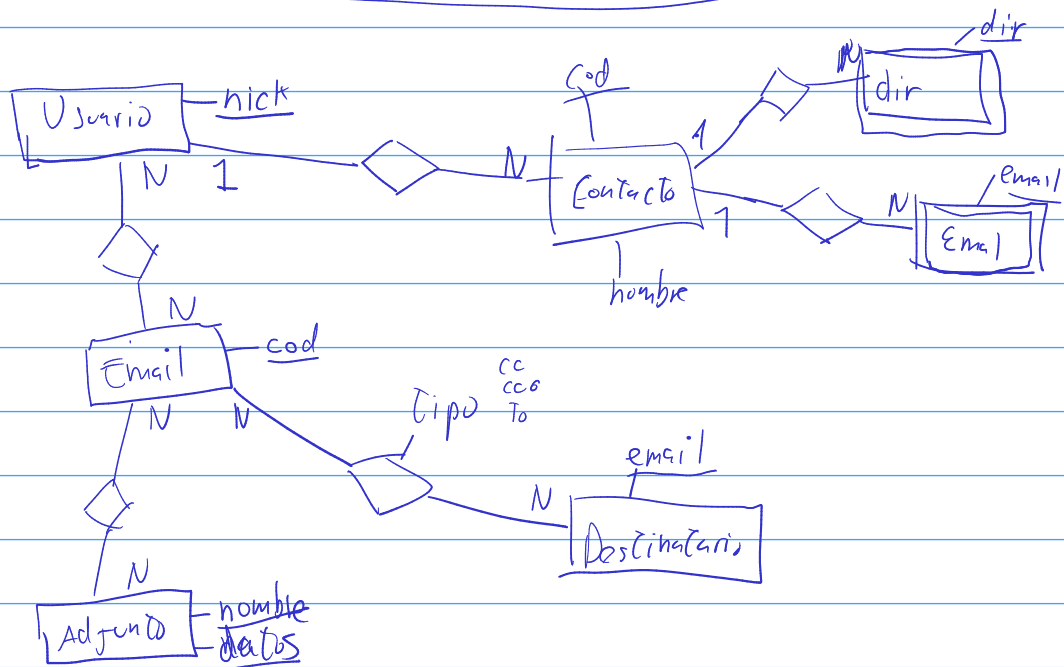 dir
Cod
N
dir
Usuario
nick
1
N
1
N
Contacto
email
1
N
Emal
nombre
N
Email
cod
N
N
Tipo
CC
CCO
To
email
N
Destinatario
N
Adjunto
nombre
datos